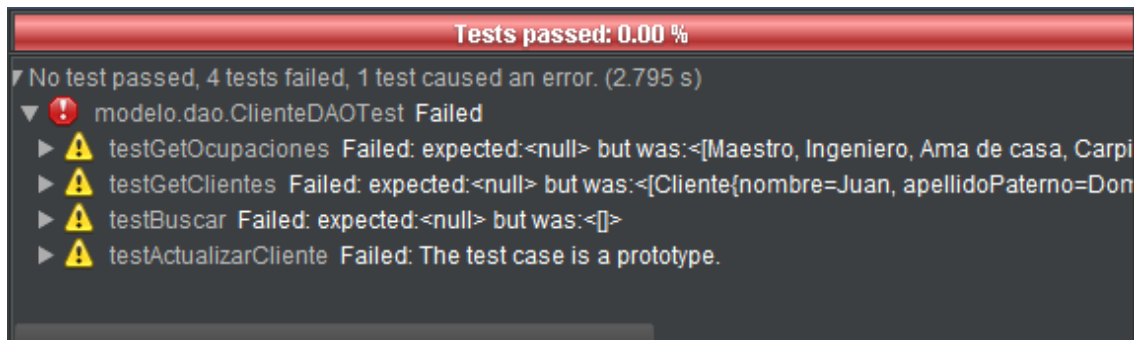 Tests passed: 0.00 %
No test passed, 4 tests failed, 1 test caused an error. (2.795 s)
modelo.dao.ClienteDAOTest Failed
testGetOcupaciones Failed: expected:<null> but was:<[Maestro, Ingeniero, Ama de casa, Carpi
testGetClientes Failed: expected:<null> but was:<[Cliente{nombre=Juan, apellidoPaterno=Dom
testBuscar Failed: expected:<null> but was:<[]>
testActualizarCliente Failed: The test case is a prototype.